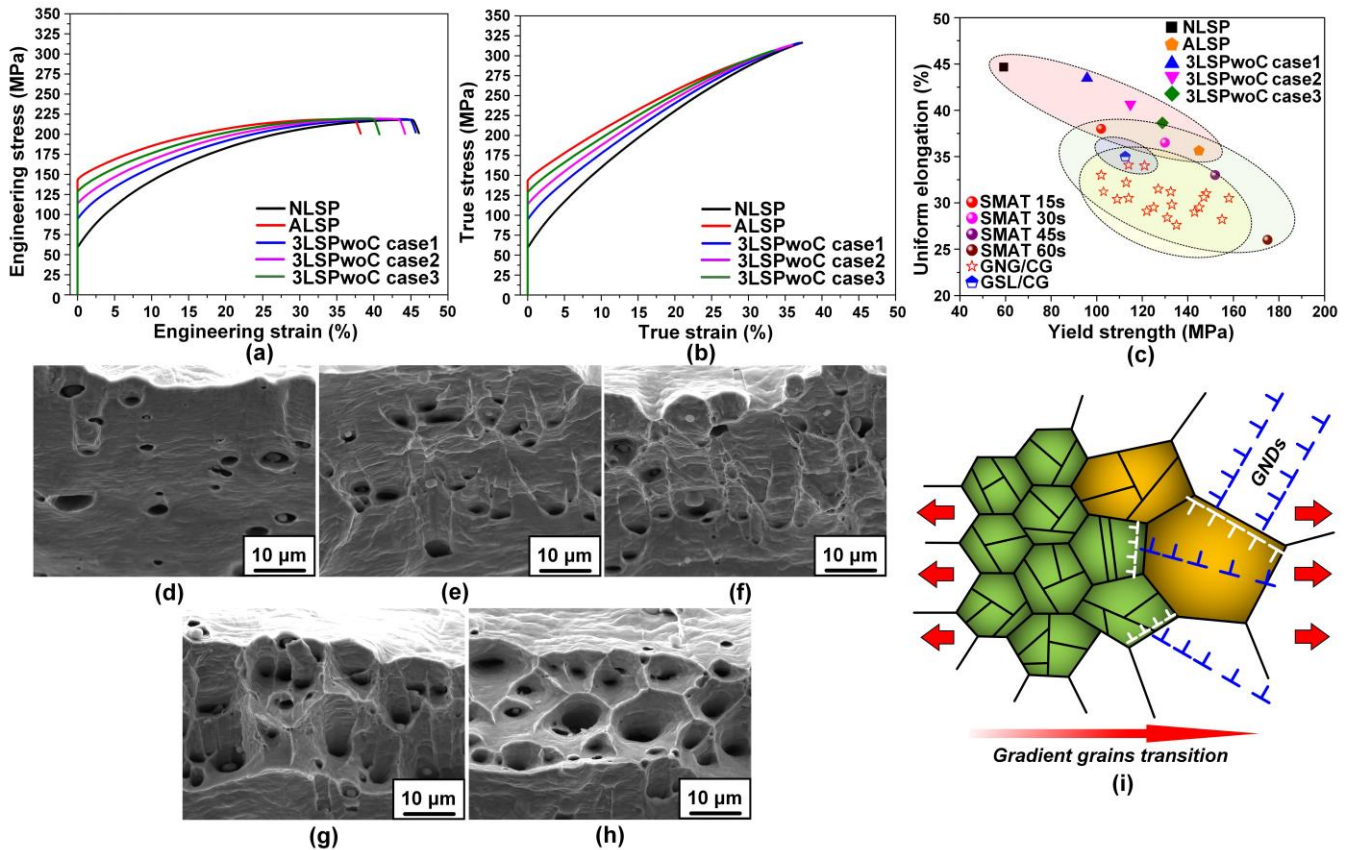 350
325
300
275
250
225
200
175
150
125
100
75
50
25
0
Engineering stress (MPa)
NLSP
ALSP
3LSPwoC case1
3LSPwoC case2
3LSPwoC case3
0 5 10 15 20 25 30 35 40 45 50
Engineering strain (%)
(a)
350
325
300
275
250
225
200
175
150
125
100
75
50
25
0
True stress (MPa)
NLSP
ALSP
3LSPwoC case1
3LSPwoC case2
3LSPwoC case3
0 5 10 15 20 25 30 35 40 45 50
True strain (%)
(b)
50
45
40
35
30
25
20
Uniform elongation (%)
NLSP
ALSP
3LSPwoC case1
3LSPwoC case2
3LSPwoC case3
SMAT 15s
SMAT 30s
SMAT 45s
SMAT 60s
GNG/CG
GSL/CG
40 60 80 100 120 140 160 180 200
Yield strength (MPa)
(c)
10 µm
(d)
10 µm
(e)
10 µm
(f)
10 µm
(g)
10 µm
(h)
GNDs
Gradient grains transition
(i)